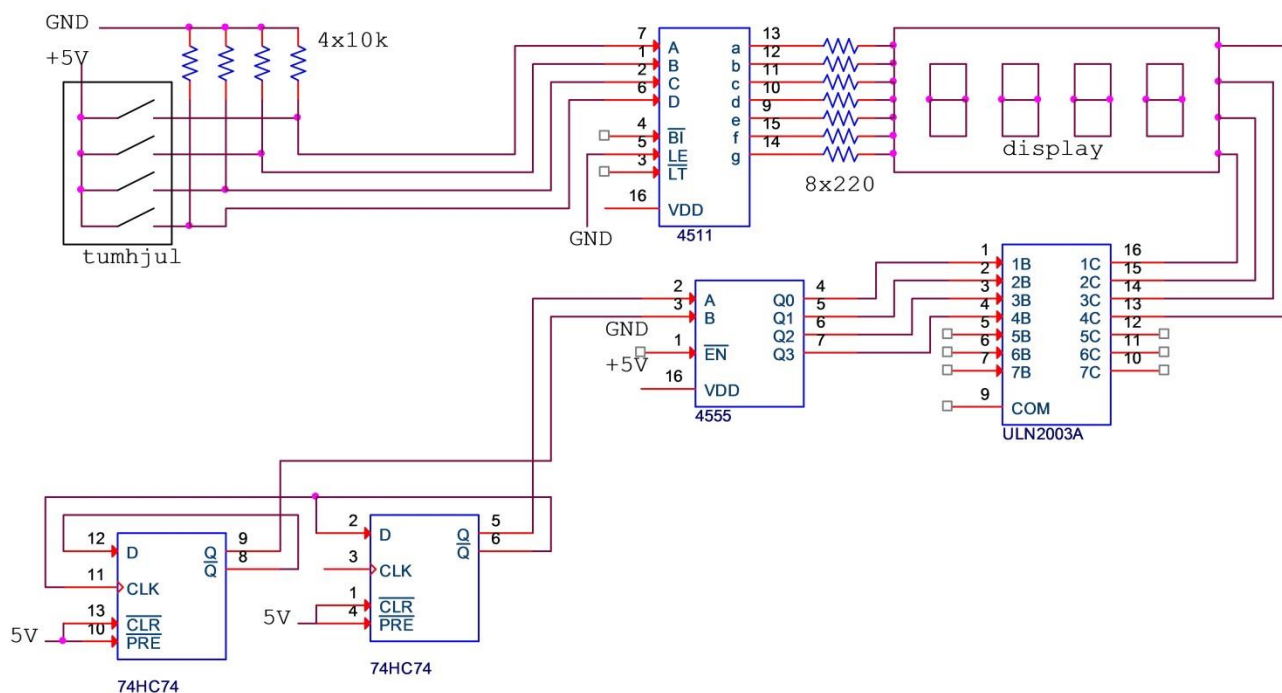 GND
+5V
4x10k
tumhjul
7 A a 13
1 B b 12
2 C c 11
6 D d 10
e 9
4 BI f 15
5 LE g 14
3 LT
16 VDD
GND
4511
8x220
display
2 A Q0 4
3 B Q1 5
Q2 6
GND
1 EN Q3 7
+5V
16 VDD
4555
1 1B 1C 16
2 2B 2C 15
3 3B 3C 14
4 4B 4C 13
5 5B 5C 12
6 6B 6C 11
7 7B 7C 10
9 COM
ULN2003A
12 D Q 9
Q 8
11 CLK
13 CLR
5V
10 PRE
74HC74
2 D Q 5
Q 6
3 CLK
1 CLR
5V
4 PRE
74HC74